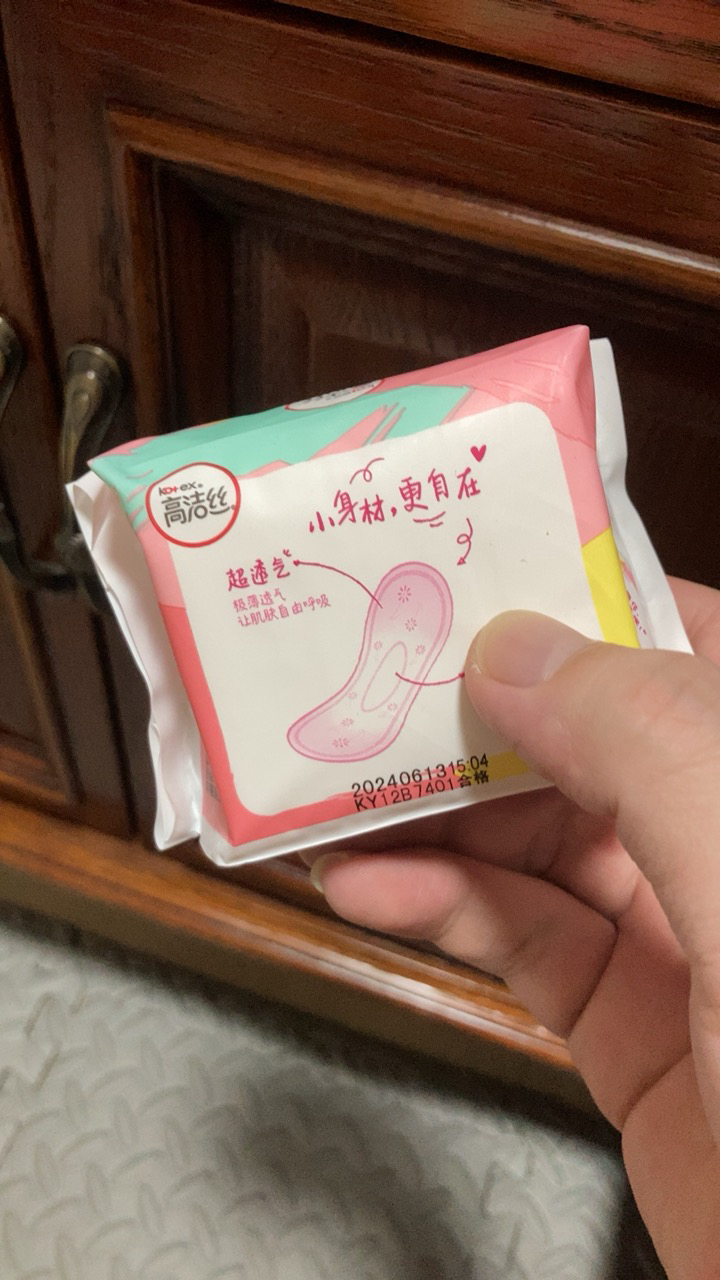 Kotex®
高洁丝®
小身材,更自在
超透气
极薄透气
让肌肤自由呼吸
2024061315:04
KY12B7401合格